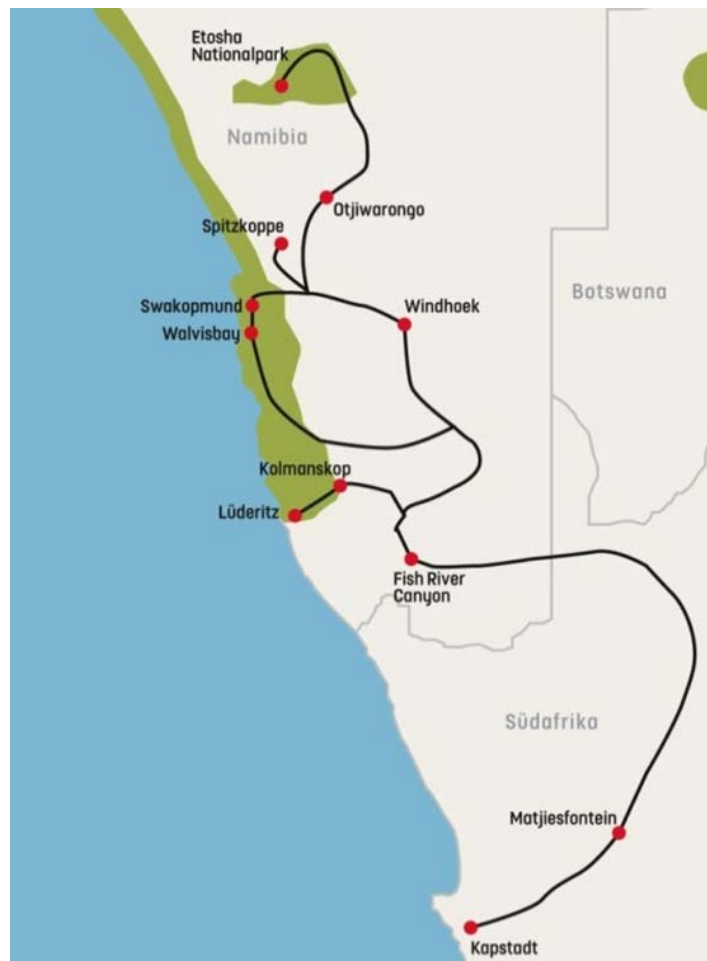 Etosha
Nationalpark
Namibia
Otjiwarongo
Spitzkoppe
Botswana
Swakopmund
Windhoek
Walvisbay
Kolmanskop
Lüderitz
Fish River
Canyon
Südafrika
Matjiesfontein
Kapstadt